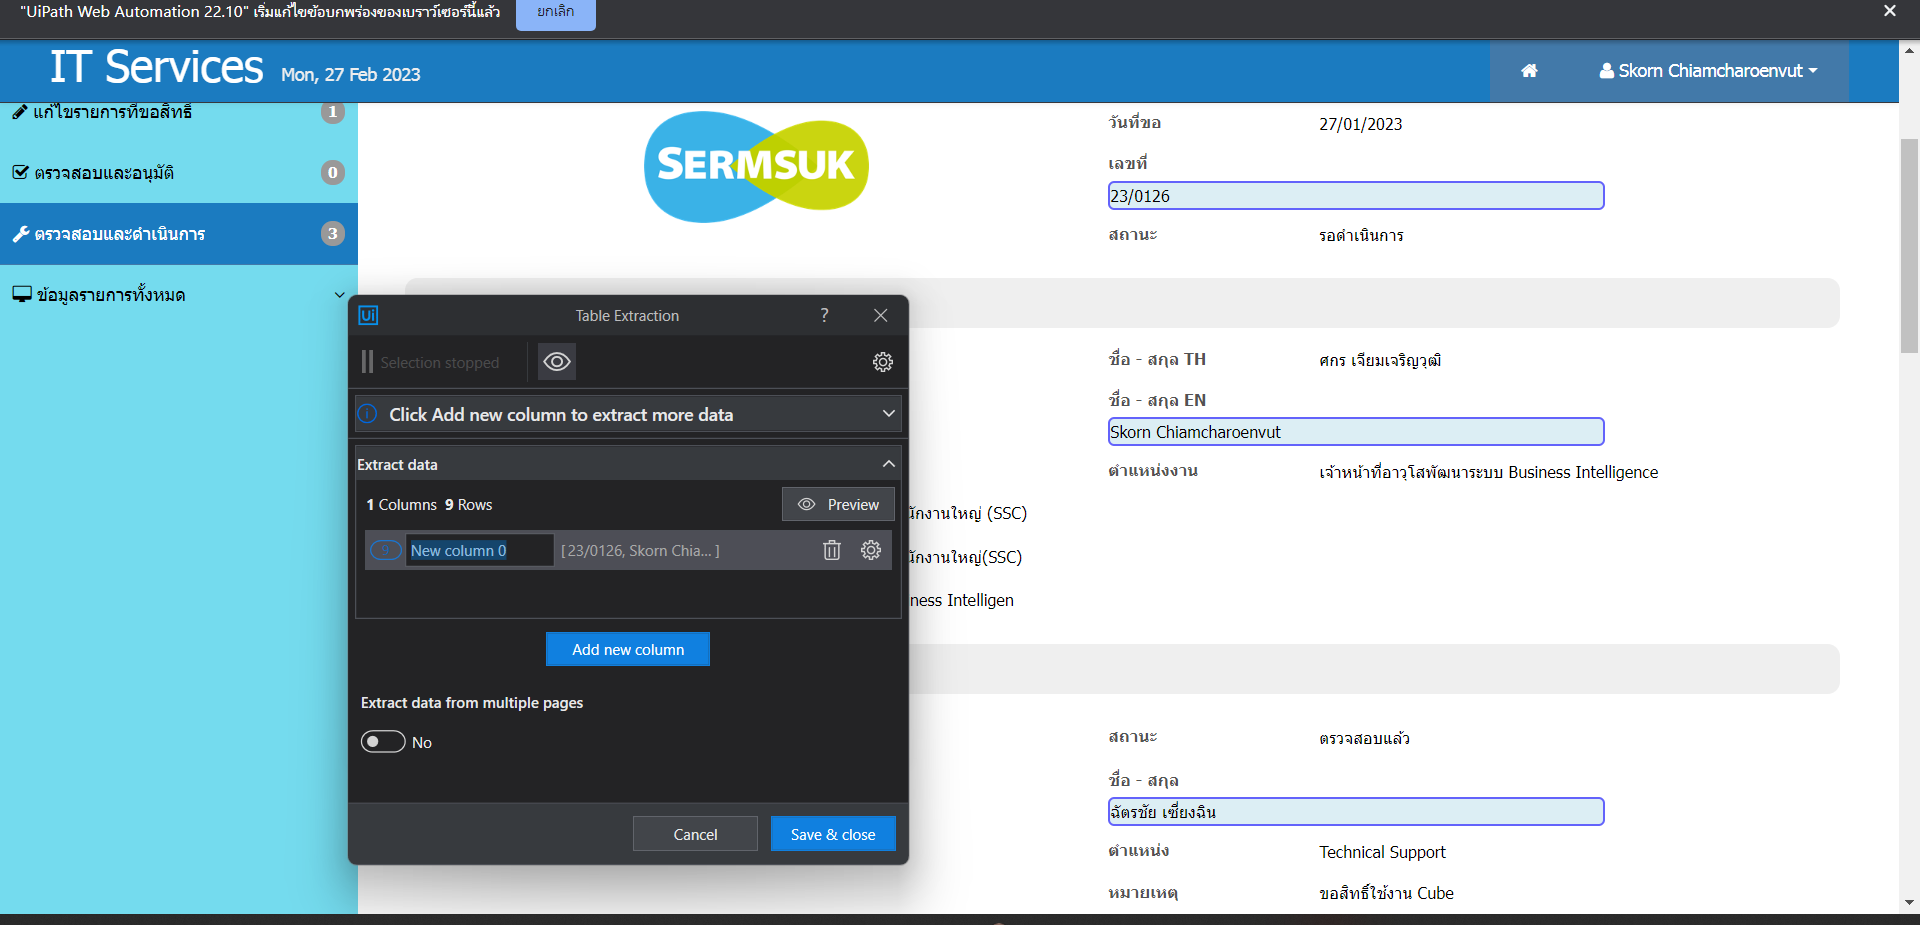 "UiPath Web Automation 22.10" เริ่มแก้ไขข้อบกพร่องของเบราว์เซอร์นี้แล้ว
ยกเลิก
IT Services
Mon, 27 Feb 2023
Skorn Chiamcharoenvut
แก้ไขรายการที่ขอสิทธิ์
1
ตรวจสอบและอนุมัติ
0
ตรวจสอบและดำเนินการ
3
ข้อมูลรายการทั้งหมด
SERMSUK
วันที่ขอ
27/01/2023
เลขที่
23/0126
สถานะ
รอดำเนินการ
ชื่อ - สกุล TH
ศกร เจียมเจริญวุฒิ
ชื่อ - สกุล EN
Skorn Chiamcharoenvut
ตำแหน่งงาน
เจ้าหน้าที่อาวุโสพัฒนาระบบ Business Intelligence
นักงานใหญ่ (SSC)
นักงานใหญ่(SSC)
ness Intelligen
สถานะ
ตรวจสอบแล้ว
ชื่อ - สกุล
ฉัตรชัย เซี่ยงฉิน
ตำแหน่ง
Technical Support
หมายเหตุ
ขอสิทธิ์ใช้งาน Cube
Ui
Table Extraction
?
Selection stopped
Click Add new column to extract more data
Extract data
1 Columns 9 Rows
Preview
9
New column 0
[ 23/0126, Skorn Chia... ]
Add new column
Extract data from multiple pages
No
Cancel
Save & close